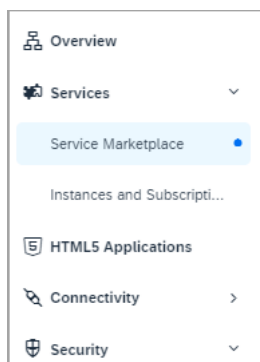 Overview
Services
Service Marketplace
Instances and Subscripti...
HTML5 Applications
Connectivity
Security